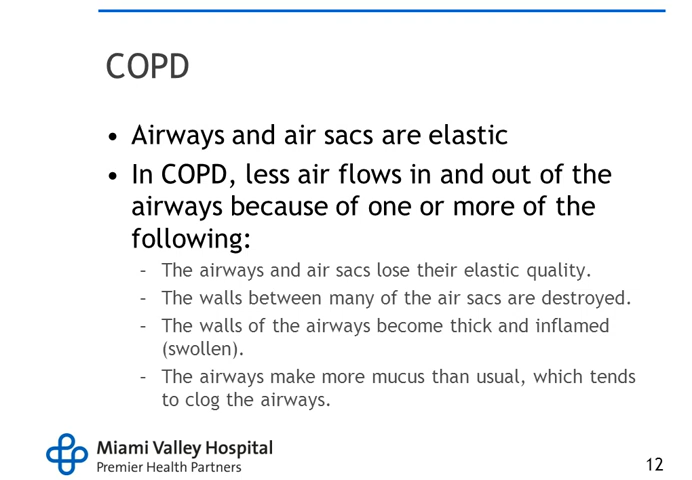 COPD
• Airways and air sacs are elastic
• In COPD, less air flows in and out of the
airways because of one or more of the
following:
– The airways and air sacs lose their elastic quality.
– The walls between many of the air sacs are destroyed.
– The walls of the airways become thick and inflamed
(swollen).
– The airways make more mucus than usual, which tends
to clog the airways.
Miami Valley Hospital
Premier Health Partners
12